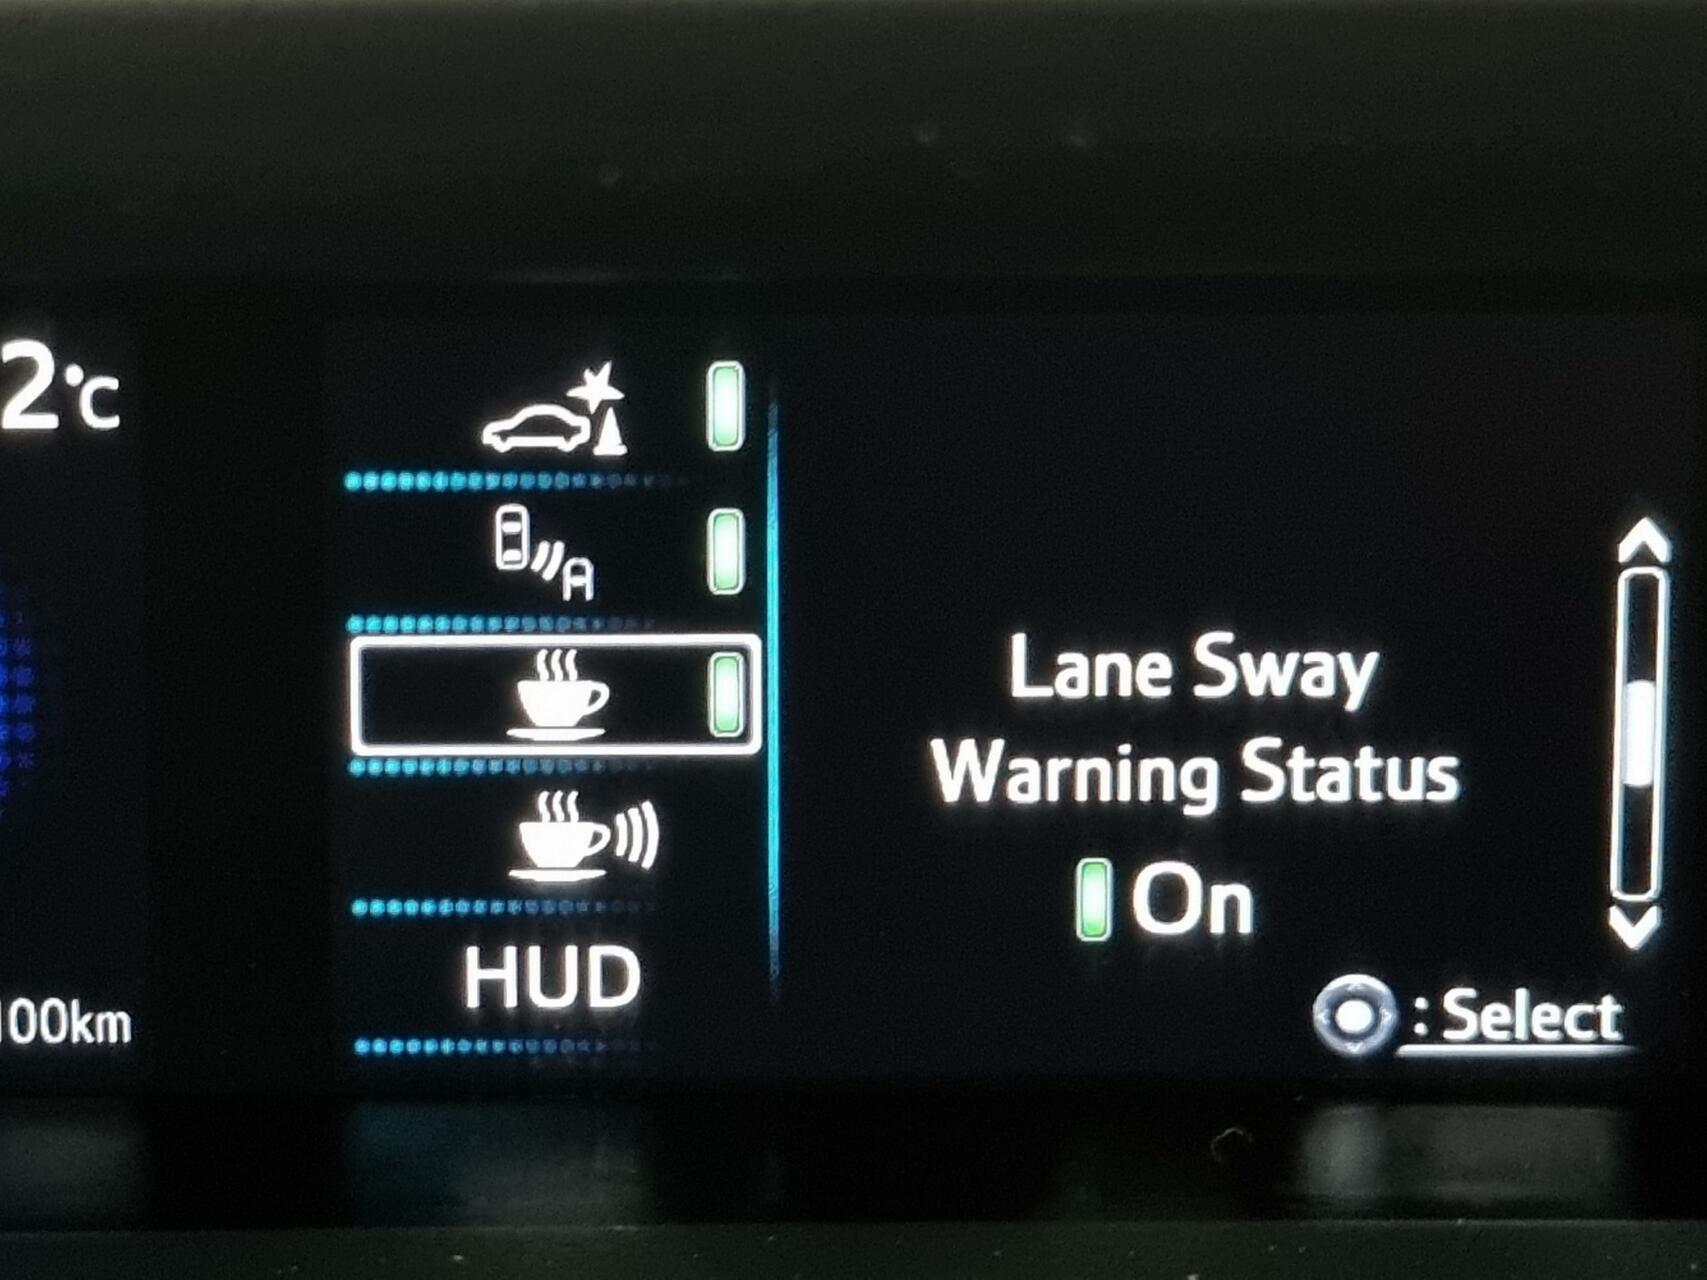 2°C
HUD
00km
Lane Sway
Warning Status
On
: Select